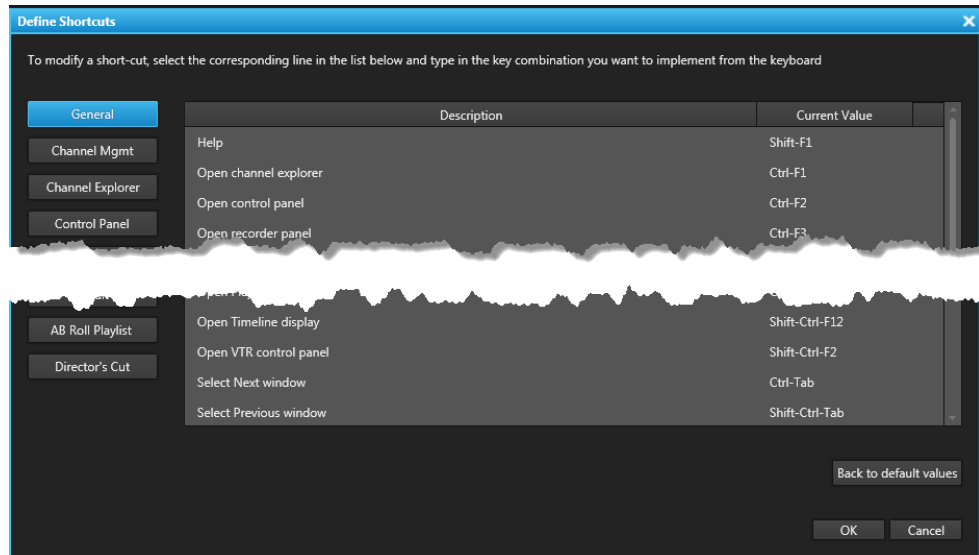 Define Shortcuts
To modify a short-cut, select the corresponding line in the list below and type in the key combination you want to implement from the keyboard
General
Description Current Value
Channel Mgmt
Help Shift-F1
Channel Explorer
Open channel explorer Ctrl-F1
Control Panel
Open control panel Ctrl-F2
Open recorder panel Ctrl-F3
AB Roll Playlist
Open Timeline display Shift-Ctrl-F12
Director's Cut
Open VTR control panel Shift-Ctrl-F2
Select Next window Ctrl-Tab
Select Previous window Shift-Ctrl-Tab
Back to default values
OK Cancel